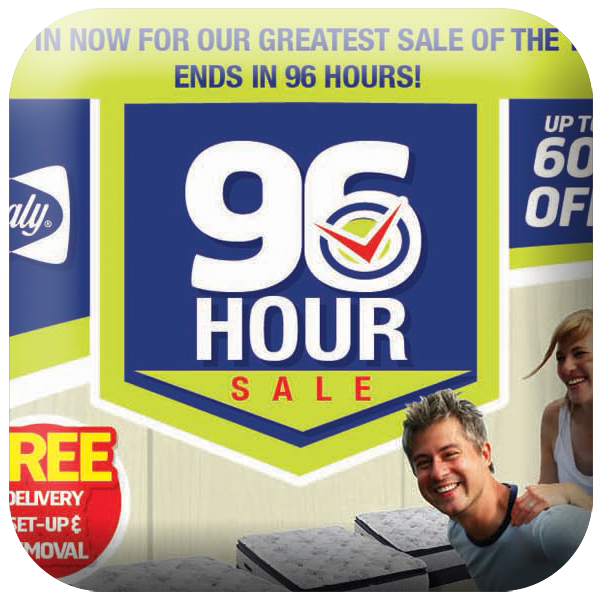 IN NOW FOR OUR GREATEST SALE OF THE
ENDS IN 96 HOURS!
UP TO
60
OFF
aly®
96
HOUR
SALE
REE
DELIVERY
SET-UP &
MOVAL